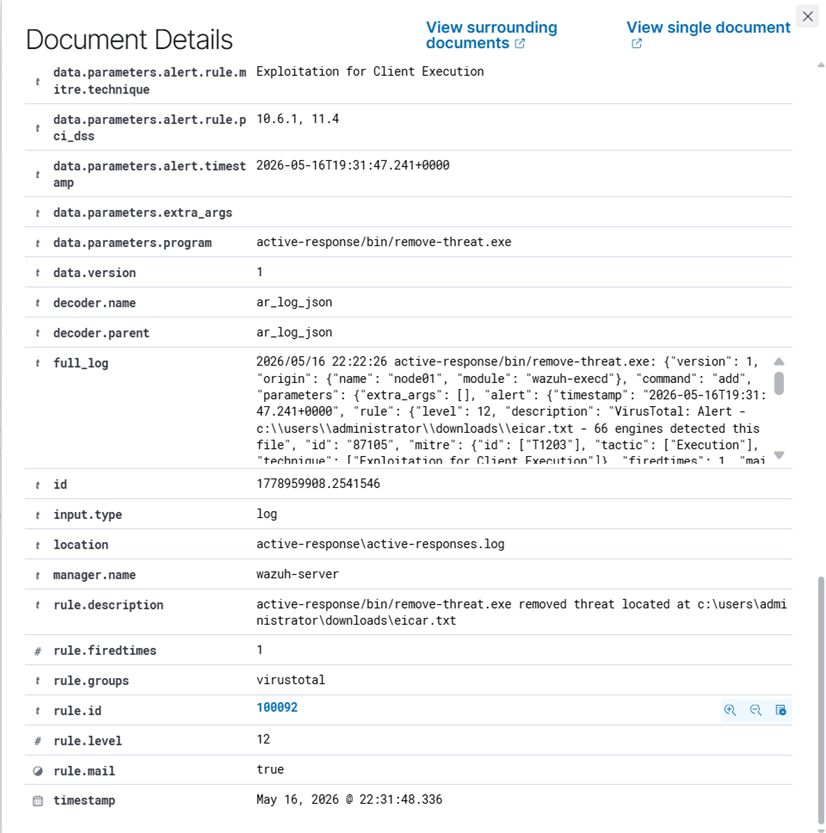 Document Details
View surrounding
documents
View single document
t data.parameters.alert.rule.m
itre.technique
Exploitation for Client Execution
t data.parameters.alert.rule.p
ci_dss
10.6.1, 11.4
t data.parameters.alert.timest
amp
2026-05-16T19:31:47.241+0000
t data.parameters.extra_args
t data.parameters.program
active-response/bin/remove-threat.exe
t data.version
1
t decoder.name
ar_log_json
t decoder.parent
ar_log_json
t full_log
2026/05/16 22:22:26 active-response/bin/remove-threat.exe: {"version": 1,
"origin": {"name": "node01", "module": "wazuh-execd"}, "command": "add",
"parameters": {"extra_args": [], "alert": {"timestamp": "2026-05-16T19:31:
47.241+0000", "rule": {"level": 12, "description": "VirusTotal: Alert -
c:\\users\\administrator\\downloads\\eicar.txt - 66 engines detected this
file", "id": "87105", "mitre": {"id": ["T1203"], "tactic": ["Execution"],
"technique": ["Exploitation for Client Execution"]}, "firedtimes": 1, "mai
t id
1778959908.2541546
t input.type
log
t location
active-response\active-responses.log
t manager.name
wazuh-server
t rule.description
active-response/bin/remove-threat.exe removed threat located at c:\users\admi
nistrator\downloads\eicar.txt
# rule.firedtimes
1
t rule.groups
virustotal
t rule.id
100092
# rule.level
12
rule.mail
true
timestamp
May 16, 2026 @ 22:31:48.336